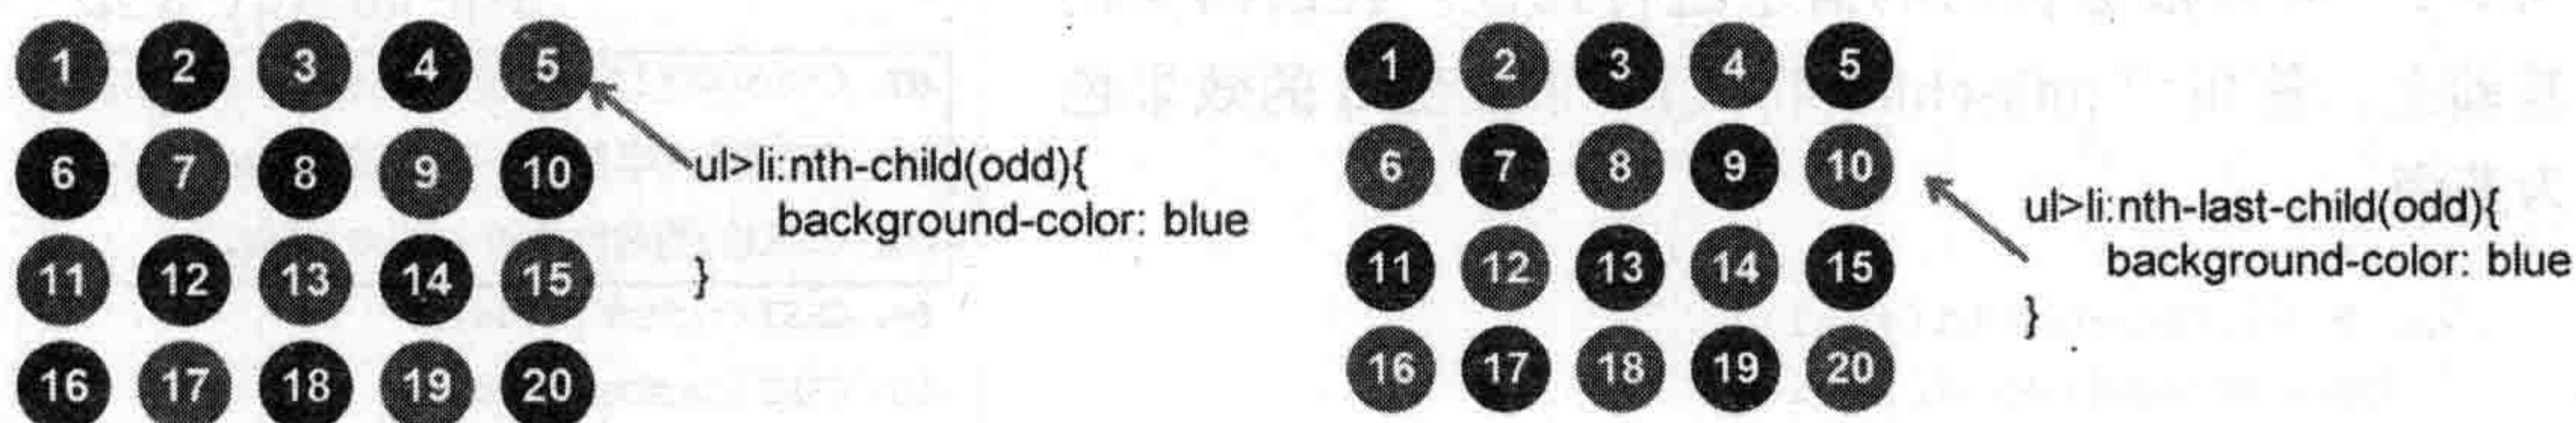 1 2 3 4 5
6 7 8 9 10
11 12 13 14 15
16 17 18 19 20
ul>li:nth-child(odd){
background-color: blue
}
1 2 3 4 5
6 7 8 9 10
11 12 13 14 15
16 17 18 19 20
ul>li:nth-last-child(odd){
background-color: blue
}